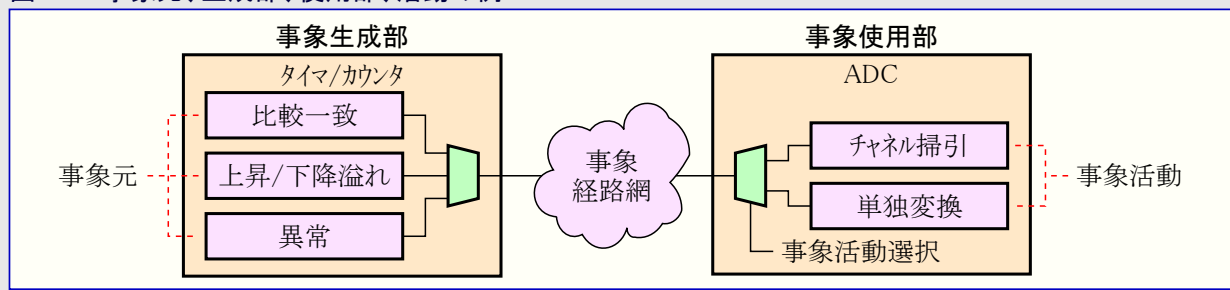 事象生成部
タイマ/カウンタ
比較一致
上昇/下降溢れ
異常
事象元
事象
経路網
事象使用部
ADC
チャネル掃引
単独変換
事象活動
事象活動選択